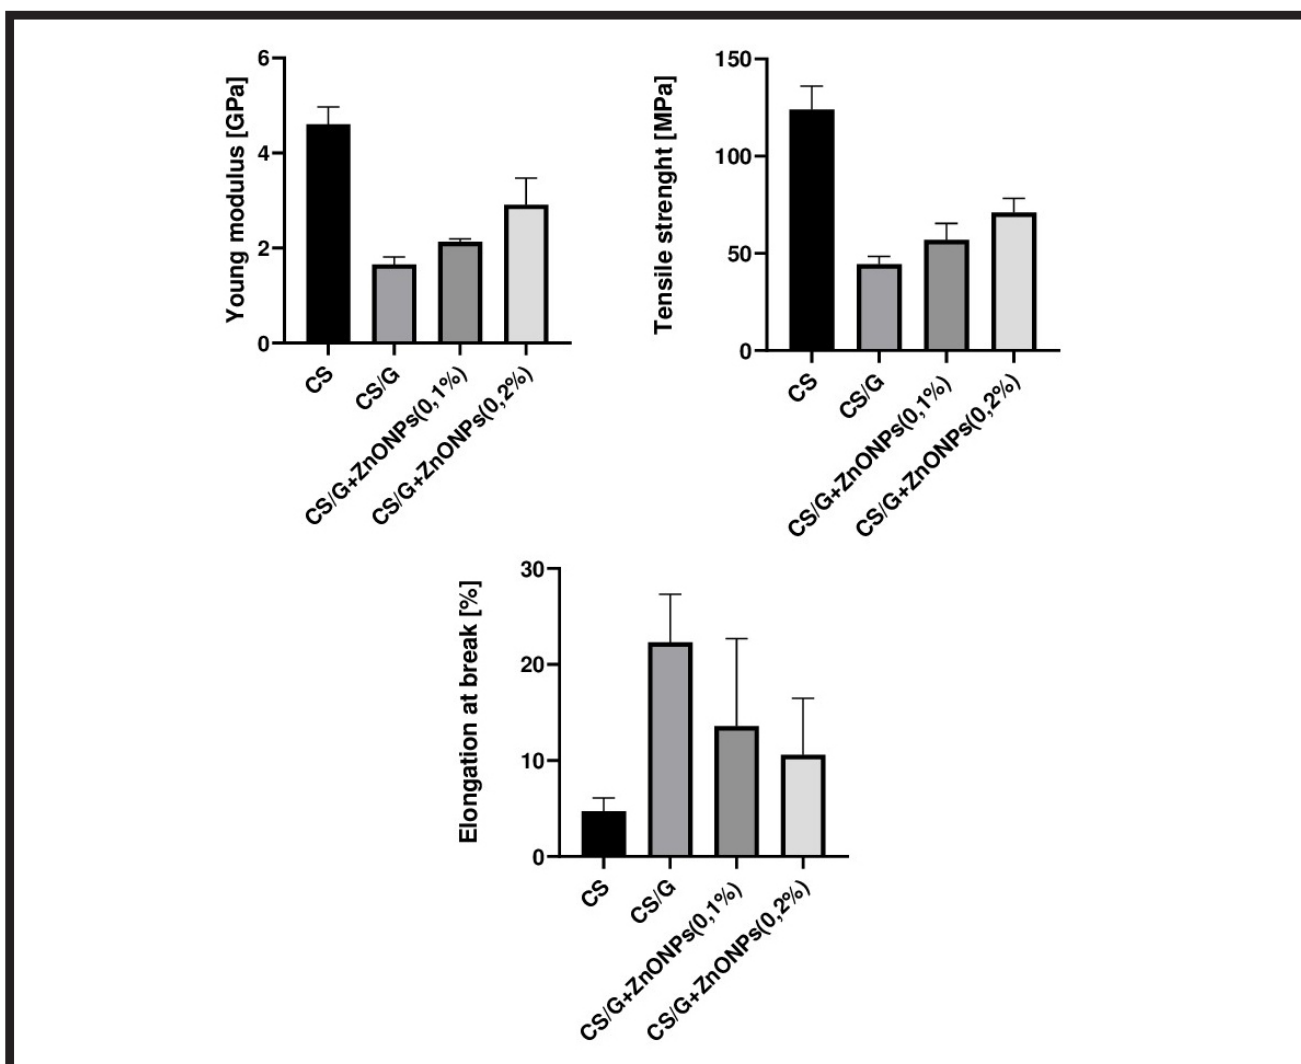 Young modulus [GPa]
6
4
2
0
CS
CS/G
CS/G+ZnONPs(0,1%)
CS/G+ZnONPs(0,2%)
Tensile strenght [MPa]
150
100
50
0
CS
CS/G
CS/G+ZnONPs(0,1%)
CS/G+ZnONPs(0,2%)
Elongation at break [%]
30
20
10
0
CS
CS/G
CS/G+ZnONPs(0,1%)
CS/G+ZnONPs(0,2%)